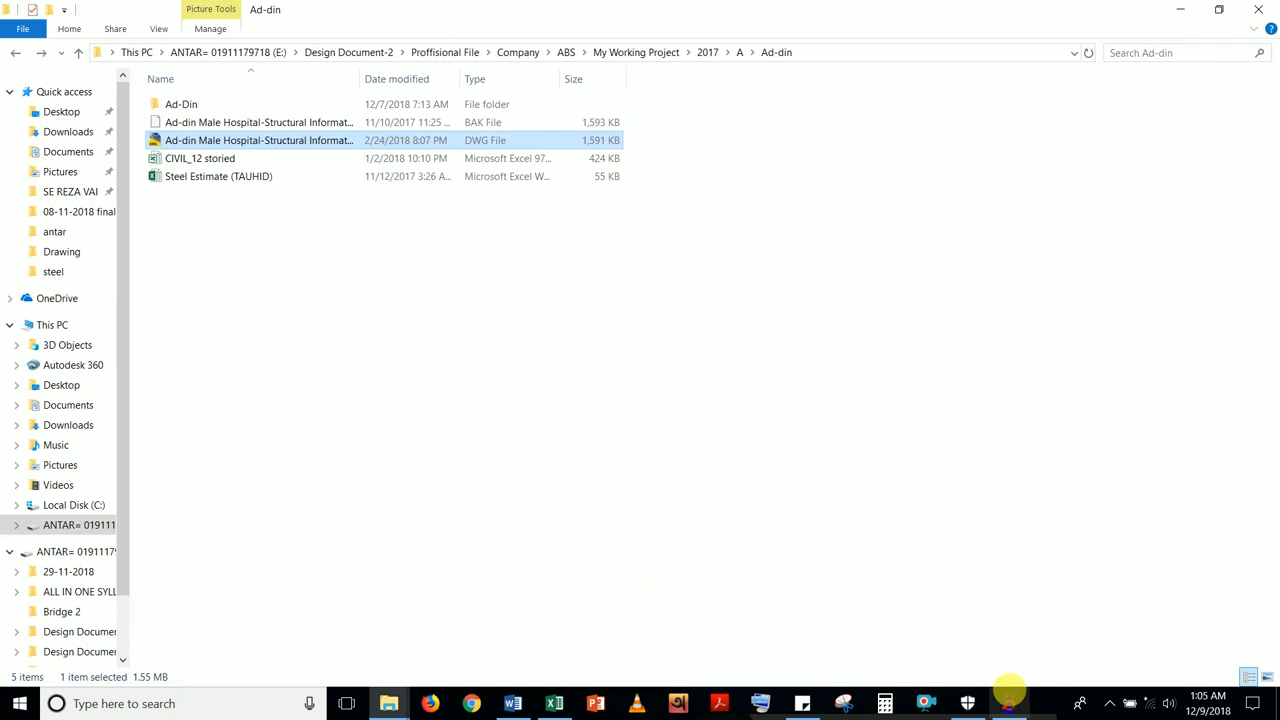 Picture Tools
Ad-din
File
Home
Share
View
Manage
This PC > ANTAR= 01911179718 (E:) > Design Document-2 > Proffisional File > Company > ABS > My Working Project > 2017 > A > Ad-din
Search Ad-din
Name
Date modified
Type
Size
Ad-Din 12/7/2018 7:13 AM File folder
Ad-din Male Hospital-Structural Informat... 11/10/2017 11:25 ... BAK File 1,593 KB
Ad-din Male Hospital-Structural Informat... 2/24/2018 8:07 PM DWG File 1,591 KB
CIVIL_12 storied 1/2/2018 10:10 PM Microsoft Excel 97... 424 KB
Steel Estimate (TAUHID) 11/12/2017 3:26 A... Microsoft Excel W... 55 KB
Quick access
Desktop
Downloads
Documents
Pictures
SE REZA VAI
08-11-2018 final
antar
Drawing
steel
OneDrive
This PC
3D Objects
Autodesk 360
Desktop
Documents
Downloads
Music
Pictures
Videos
Local Disk (C:)
ANTAR= 019111
ANTAR= 0191117
29-11-2018
ALL IN ONE SYLL
Bridge 2
Design Documen
Design Documen
5 items
1 item selected 1.55 MB
Type here to search
1:05 AM
12/9/2018